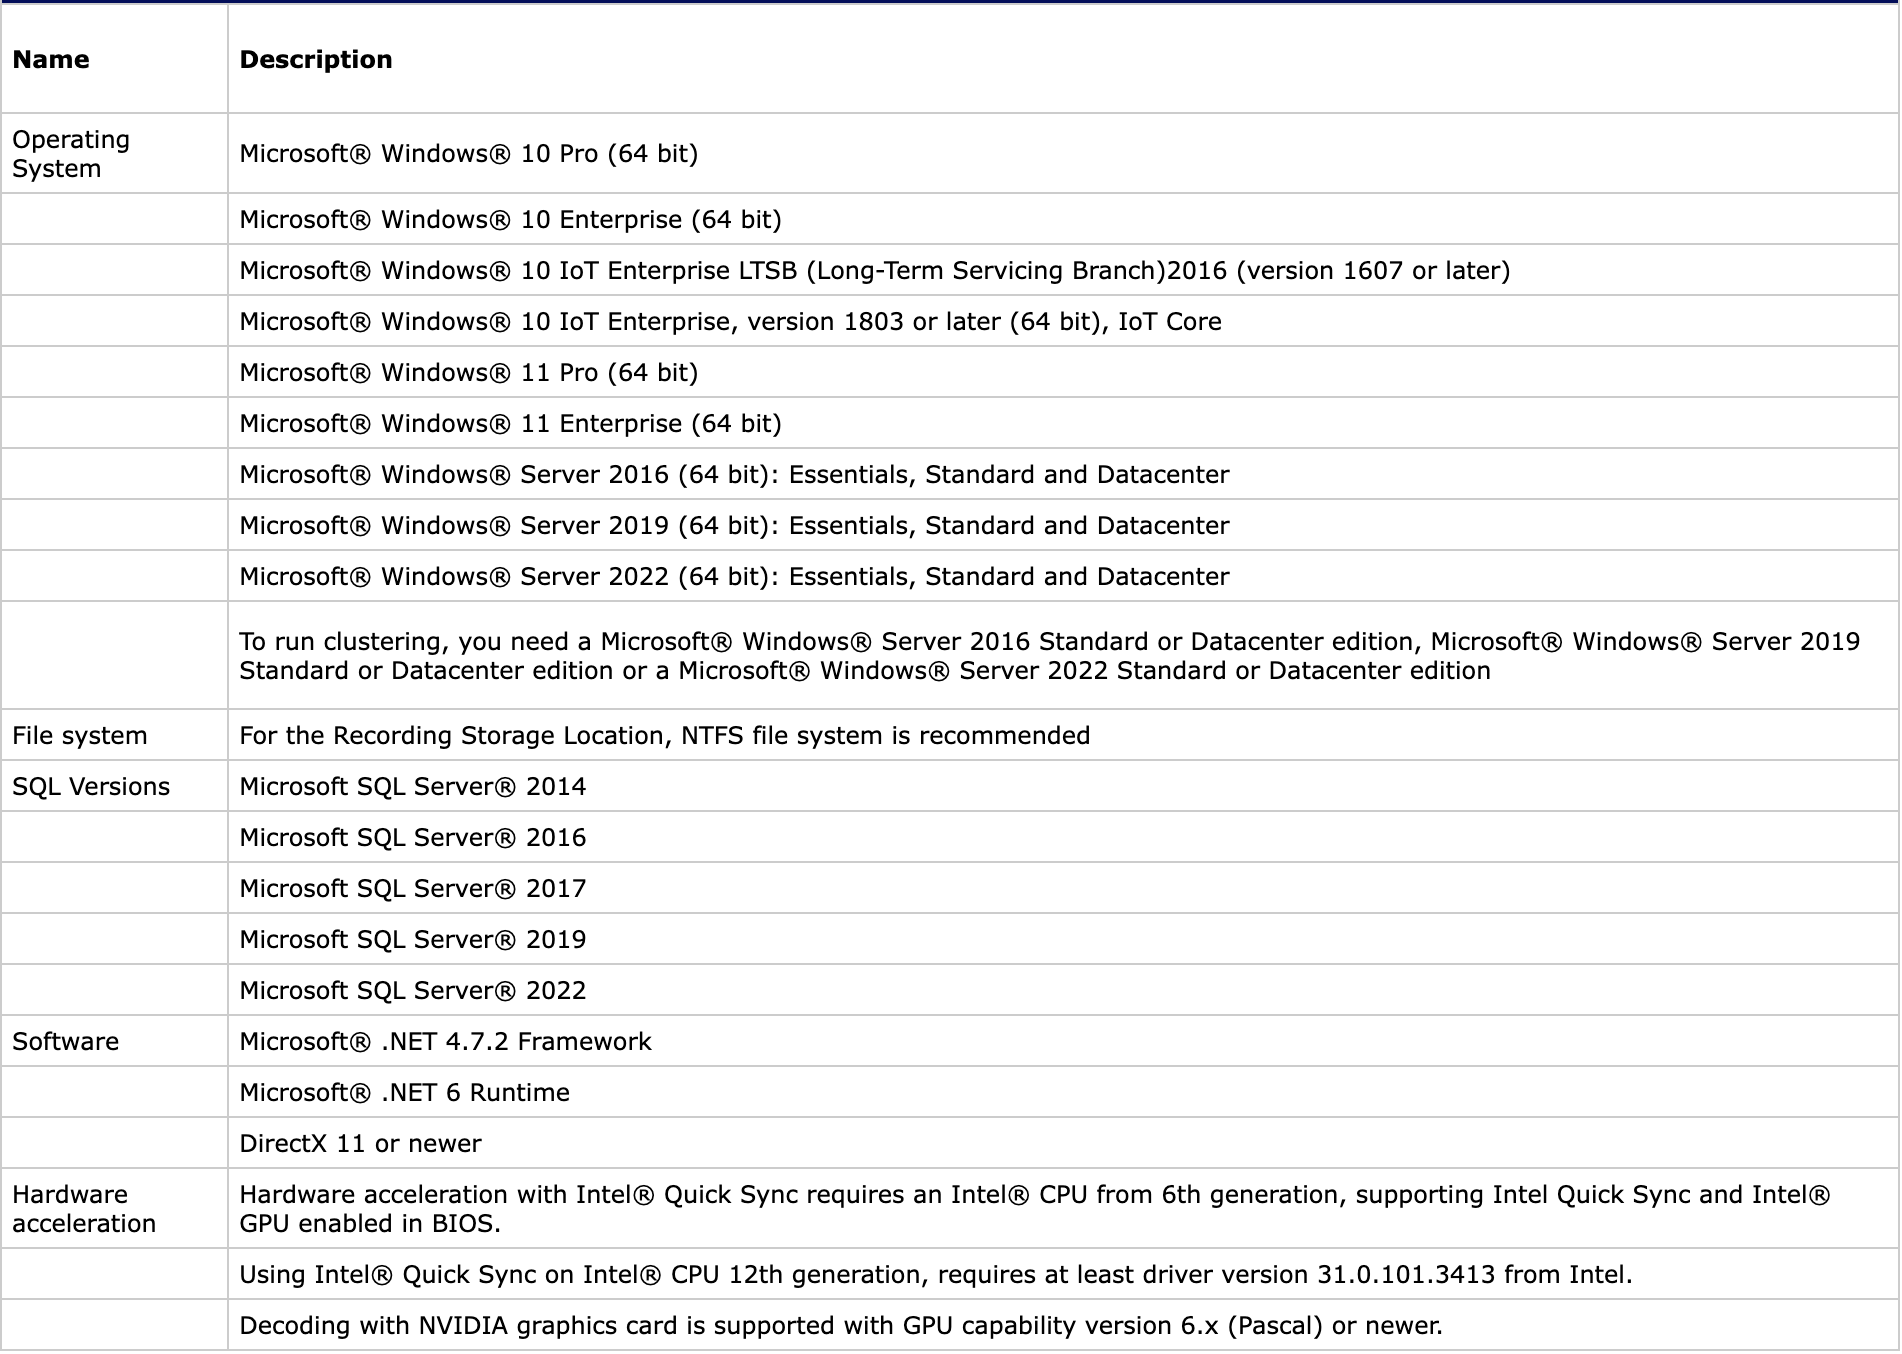 Name
Description
Operating
System
Microsoft® Windows® 10 Pro (64 bit)
Microsoft® Windows® 10 Enterprise (64 bit)
Microsoft® Windows® 10 IoT Enterprise LTSB (Long-Term Servicing Branch)2016 (version 1607 or later)
Microsoft® Windows® 10 IoT Enterprise, version 1803 or later (64 bit), IoT Core
Microsoft® Windows® 11 Pro (64 bit)
Microsoft® Windows® 11 Enterprise (64 bit)
Microsoft® Windows® Server 2016 (64 bit): Essentials, Standard and Datacenter
Microsoft® Windows® Server 2019 (64 bit): Essentials, Standard and Datacenter
Microsoft® Windows® Server 2022 (64 bit): Essentials, Standard and Datacenter
To run clustering, you need a Microsoft® Windows® Server 2016 Standard or Datacenter edition, Microsoft® Windows® Server 2019
Standard or Datacenter edition or a Microsoft® Windows® Server 2022 Standard or Datacenter edition
File system
For the Recording Storage Location, NTFS file system is recommended
SQL Versions
Microsoft SQL Server® 2014
Microsoft SQL Server® 2016
Microsoft SQL Server® 2017
Microsoft SQL Server® 2019
Microsoft SQL Server® 2022
Software
Microsoft® .NET 4.7.2 Framework
Microsoft® .NET 6 Runtime
DirectX 11 or newer
Hardware
acceleration
Hardware acceleration with Intel® Quick Sync requires an Intel® CPU from 6th generation, supporting Intel Quick Sync and Intel®
GPU enabled in BIOS.
Using Intel® Quick Sync on Intel® CPU 12th generation, requires at least driver version 31.0.101.3413 from Intel.
Decoding with NVIDIA graphics card is supported with GPU capability version 6.x (Pascal) or newer.